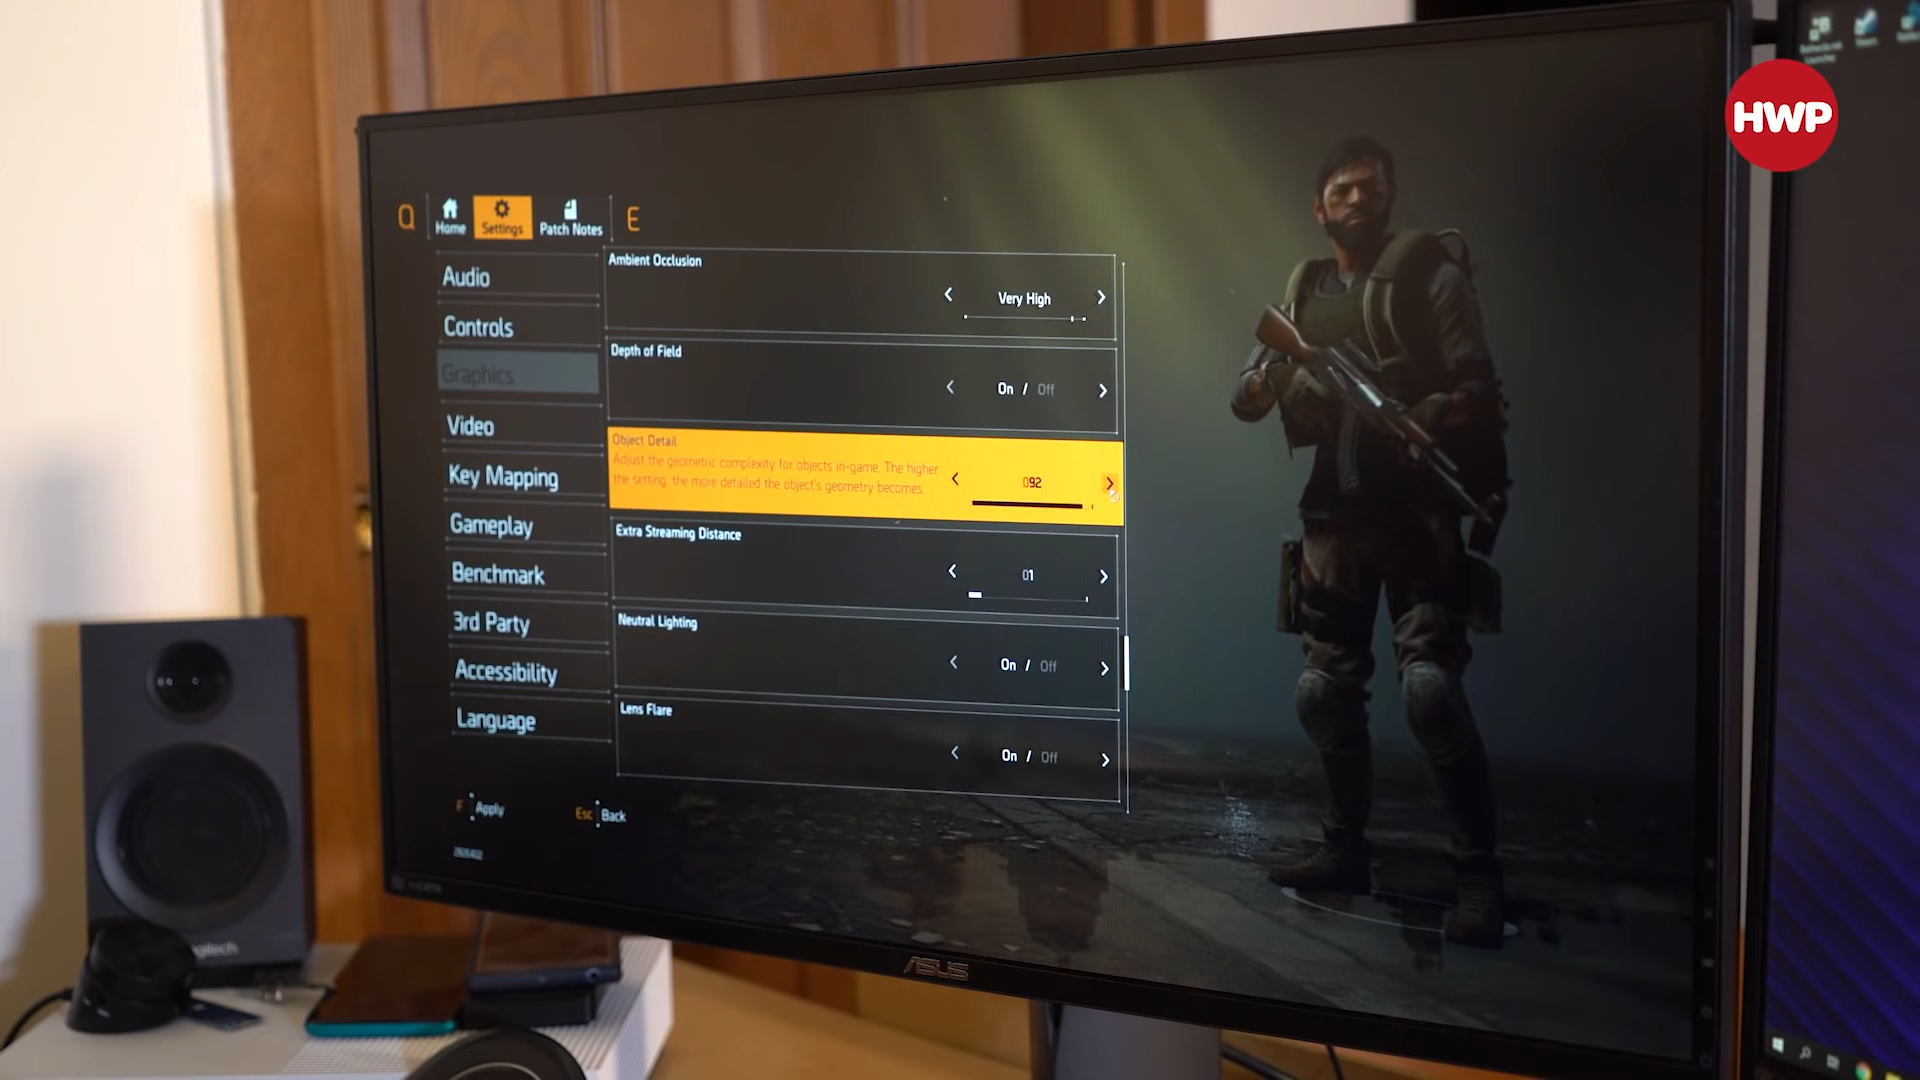 HWP
Q
Home
Settings
Patch Notes
E
Audio
Controls
Graphics
Video
Key Mapping
Gameplay
Benchmark
3rd Party
Accessibility
Language
Ambient Occlusion
Very High
Depth of Field
On / Off
Object Detail
Adjust the geometric complexity for objects in-game. The higher
the setting, the more detailed the object's geometry becomes.
092
Extra Streaming Distance
01
Neutral Lighting
On / Off
Lens Flare
On / Off
F Apply
Esc Back
HDMI
ASUS